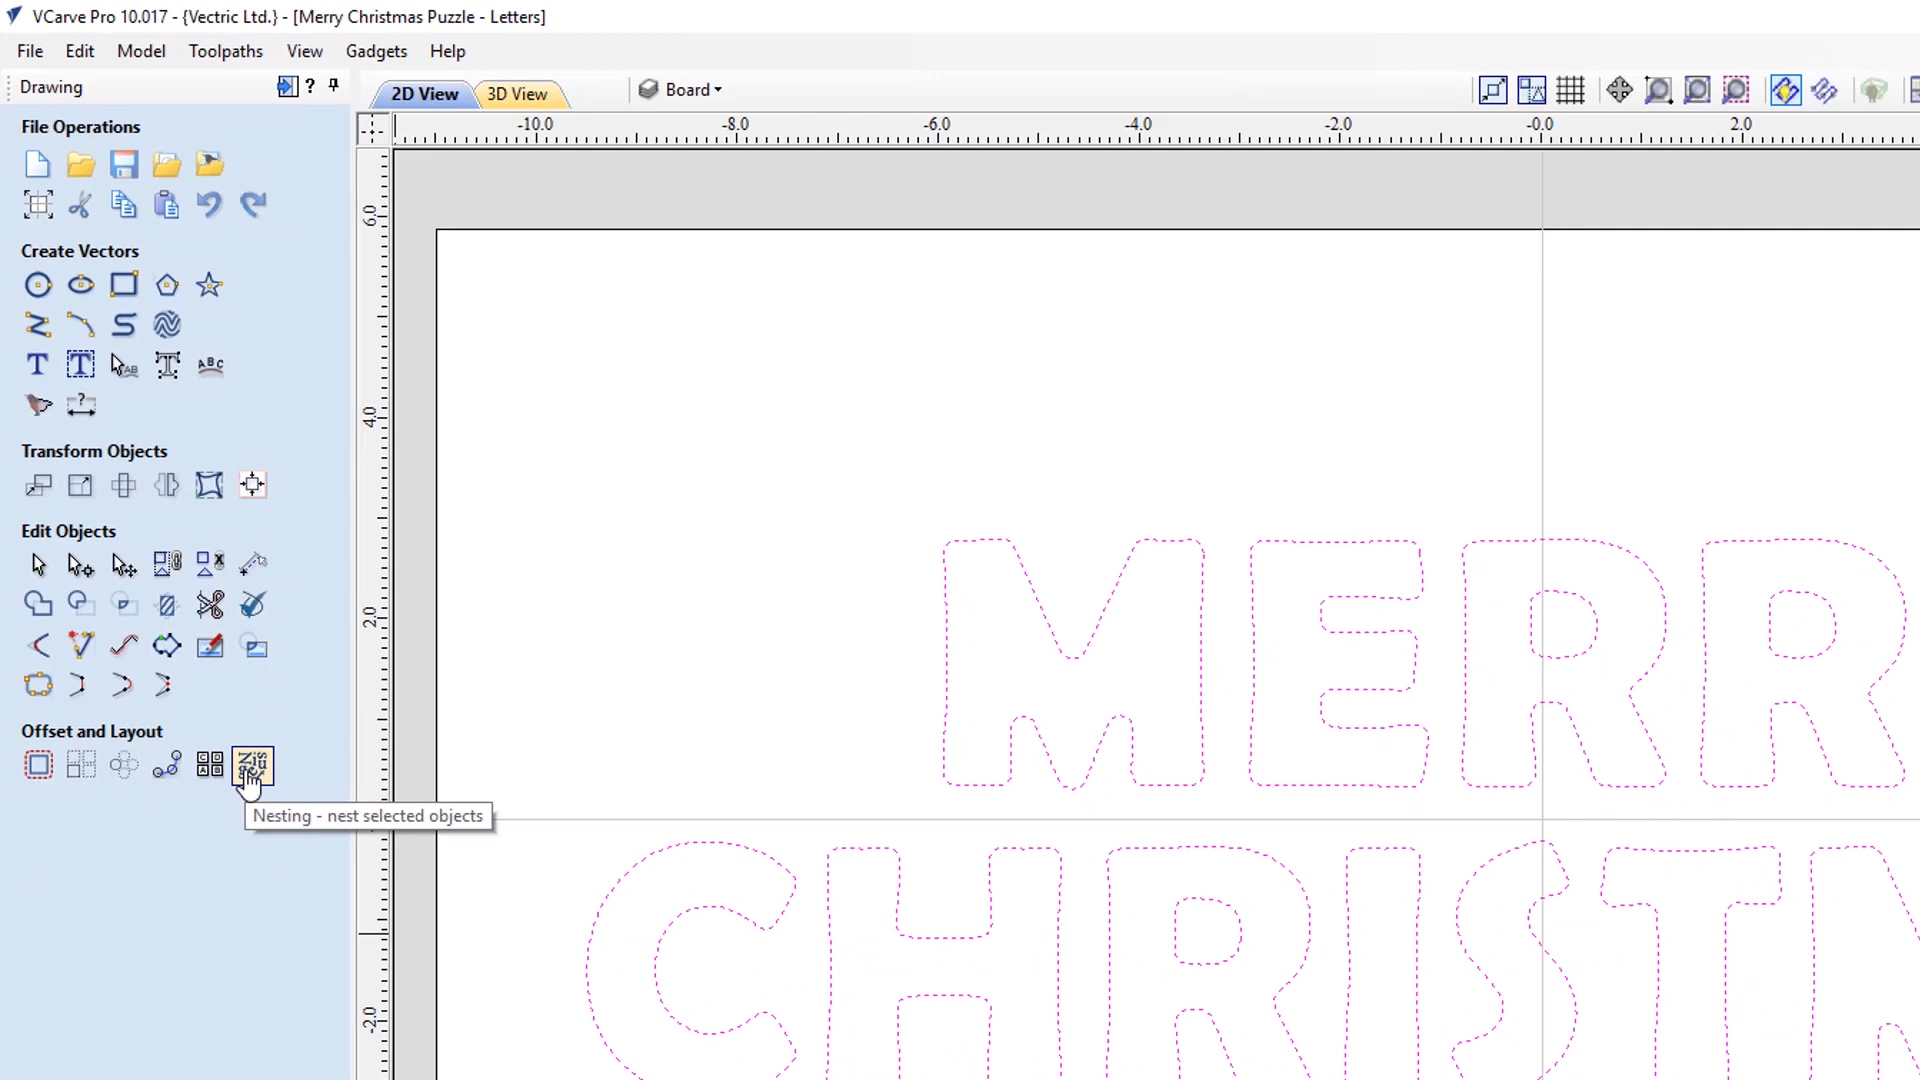 VCarve Pro 10.017 - {Vectric Ltd.} - [Merry Christmas Puzzle - Letters]
File Edit Model Toolpaths View Gadgets Help
Drawing
?
2D View
3D View
Board
File Operations
-10.0 -8.0 -6.0 -4.0 -2.0 -0.0 2.0
6.0
4.0
2.0
-2.0
Create Vectors
T T AB T ABC
?
Transform Objects
Edit Objects
Offset and Layout
Nesting - nest selected objects
MERR
CHRIST